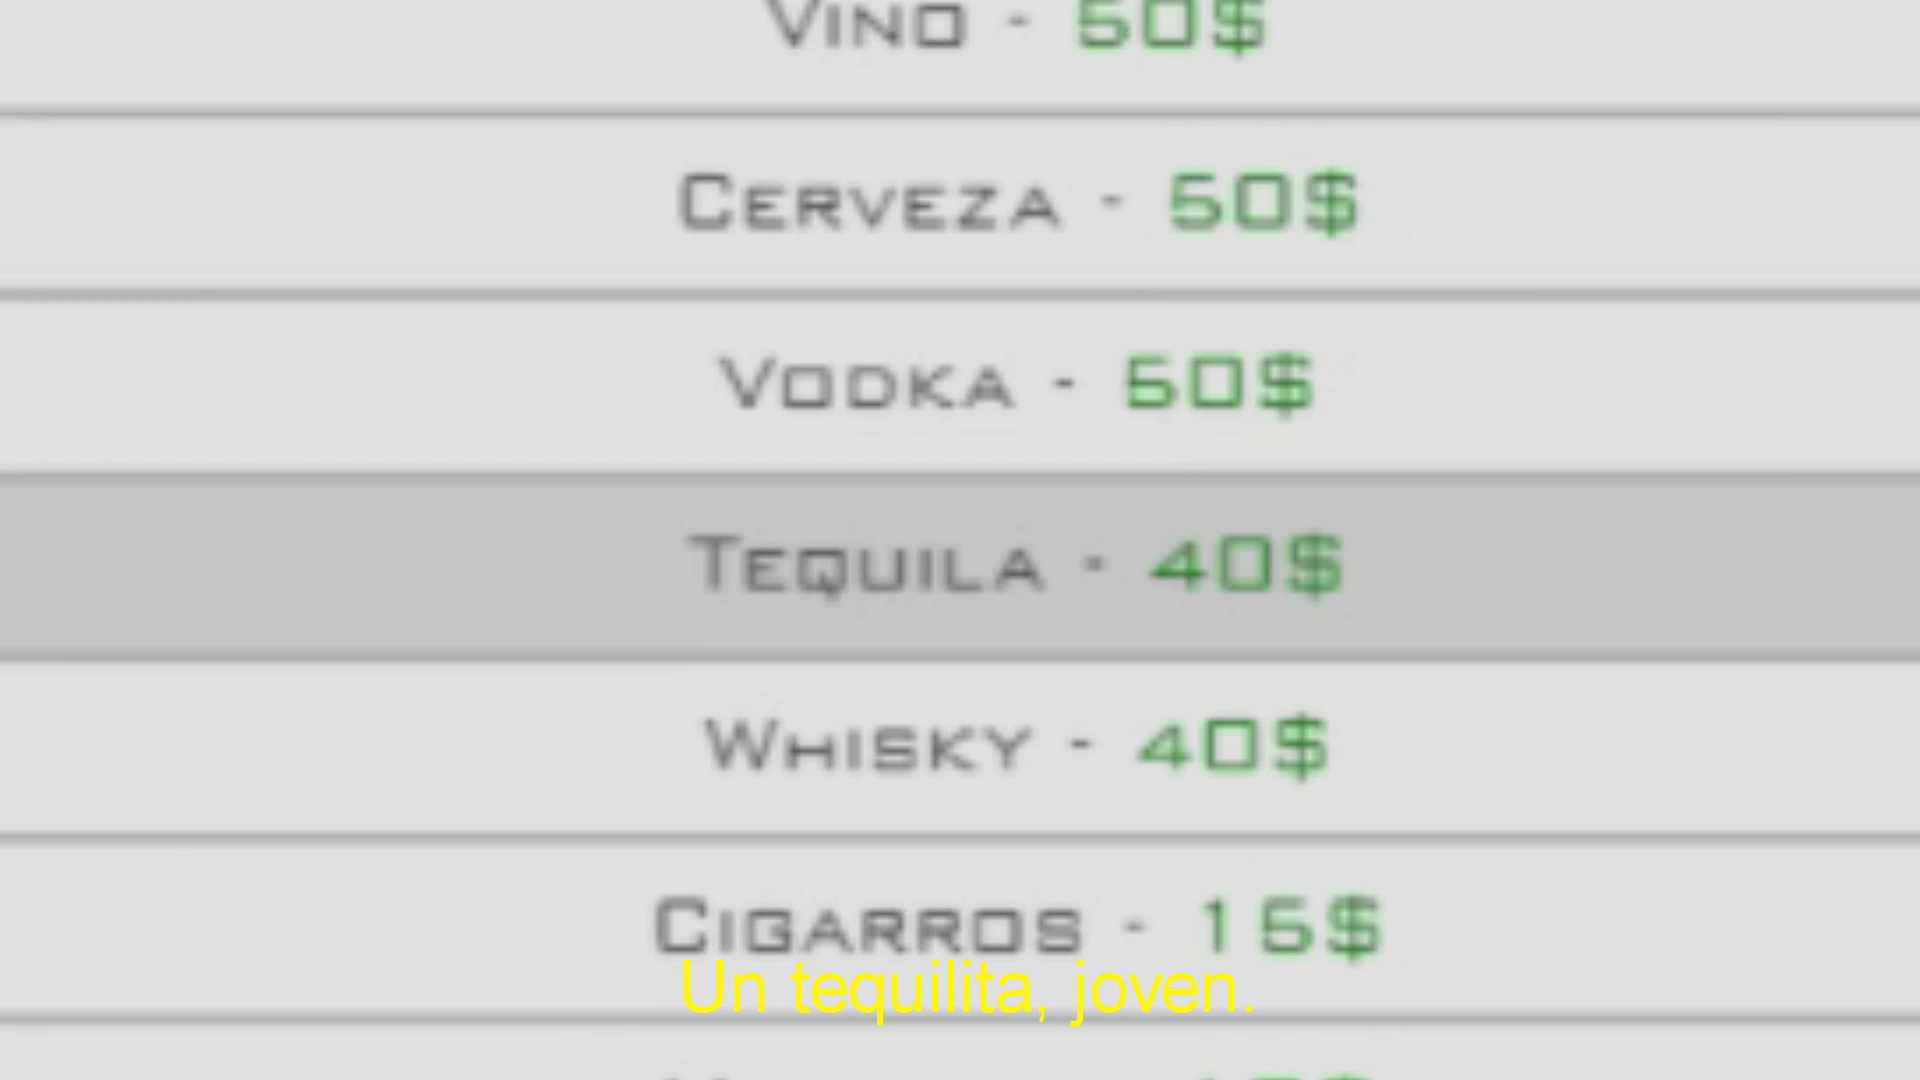 Vino - 50$
Cerveza - 50$
Vodka - 50$
Tequila - 40$
Whisky - 40$
Cigarros - 15$
Un tequilita, joven.